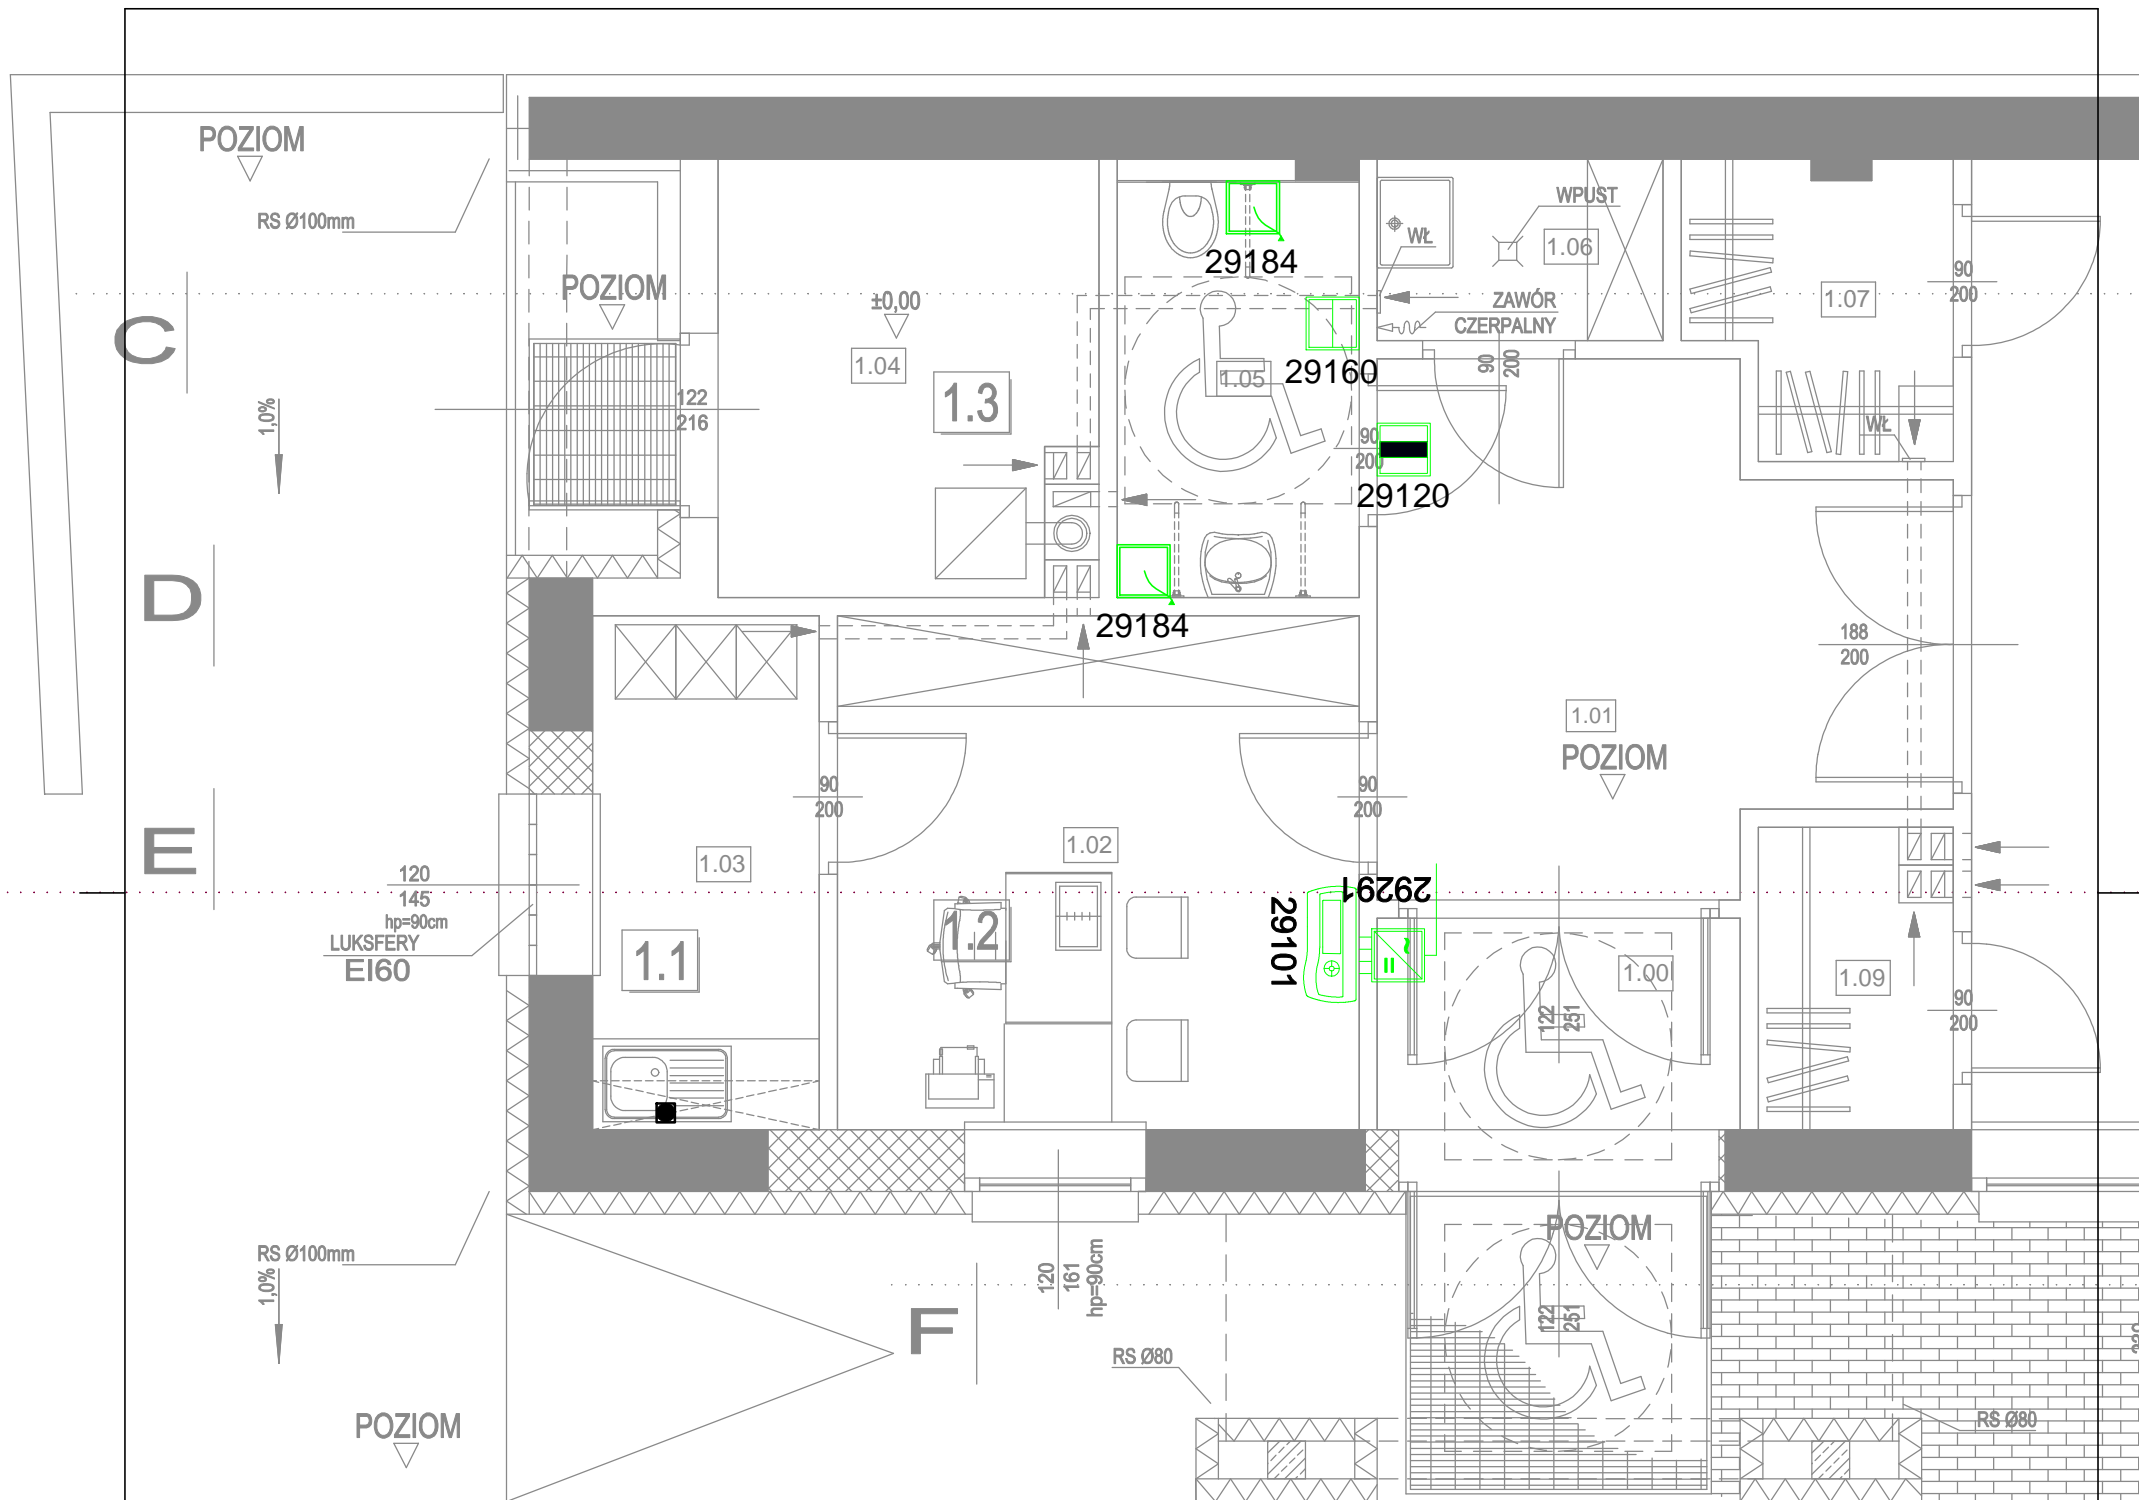 POZIOM
RS Ø100mm
WPUST
WŁ
1.06
29184
POZIOM
±0,00
ZAWÓR
CZERPALNY
1.07
90
200
C
1.04
1.05
29160
90
200
1.3
122
216
1,0%
WŁ
90
200
29120
D
29184
188
200
1.01
POZIOM
90
200
90
200
E
1.03
1.02
120
145
hp=90cm
LUKSFERY
EI60
1.1
1.2
29101
29291
~
=
1.00
1.09
90
200
122
251
RS Ø100mm
1,0%
POZIOM
120
161
hp=90cm
F
122
251
RS Ø80
POZIOM
RS Ø80